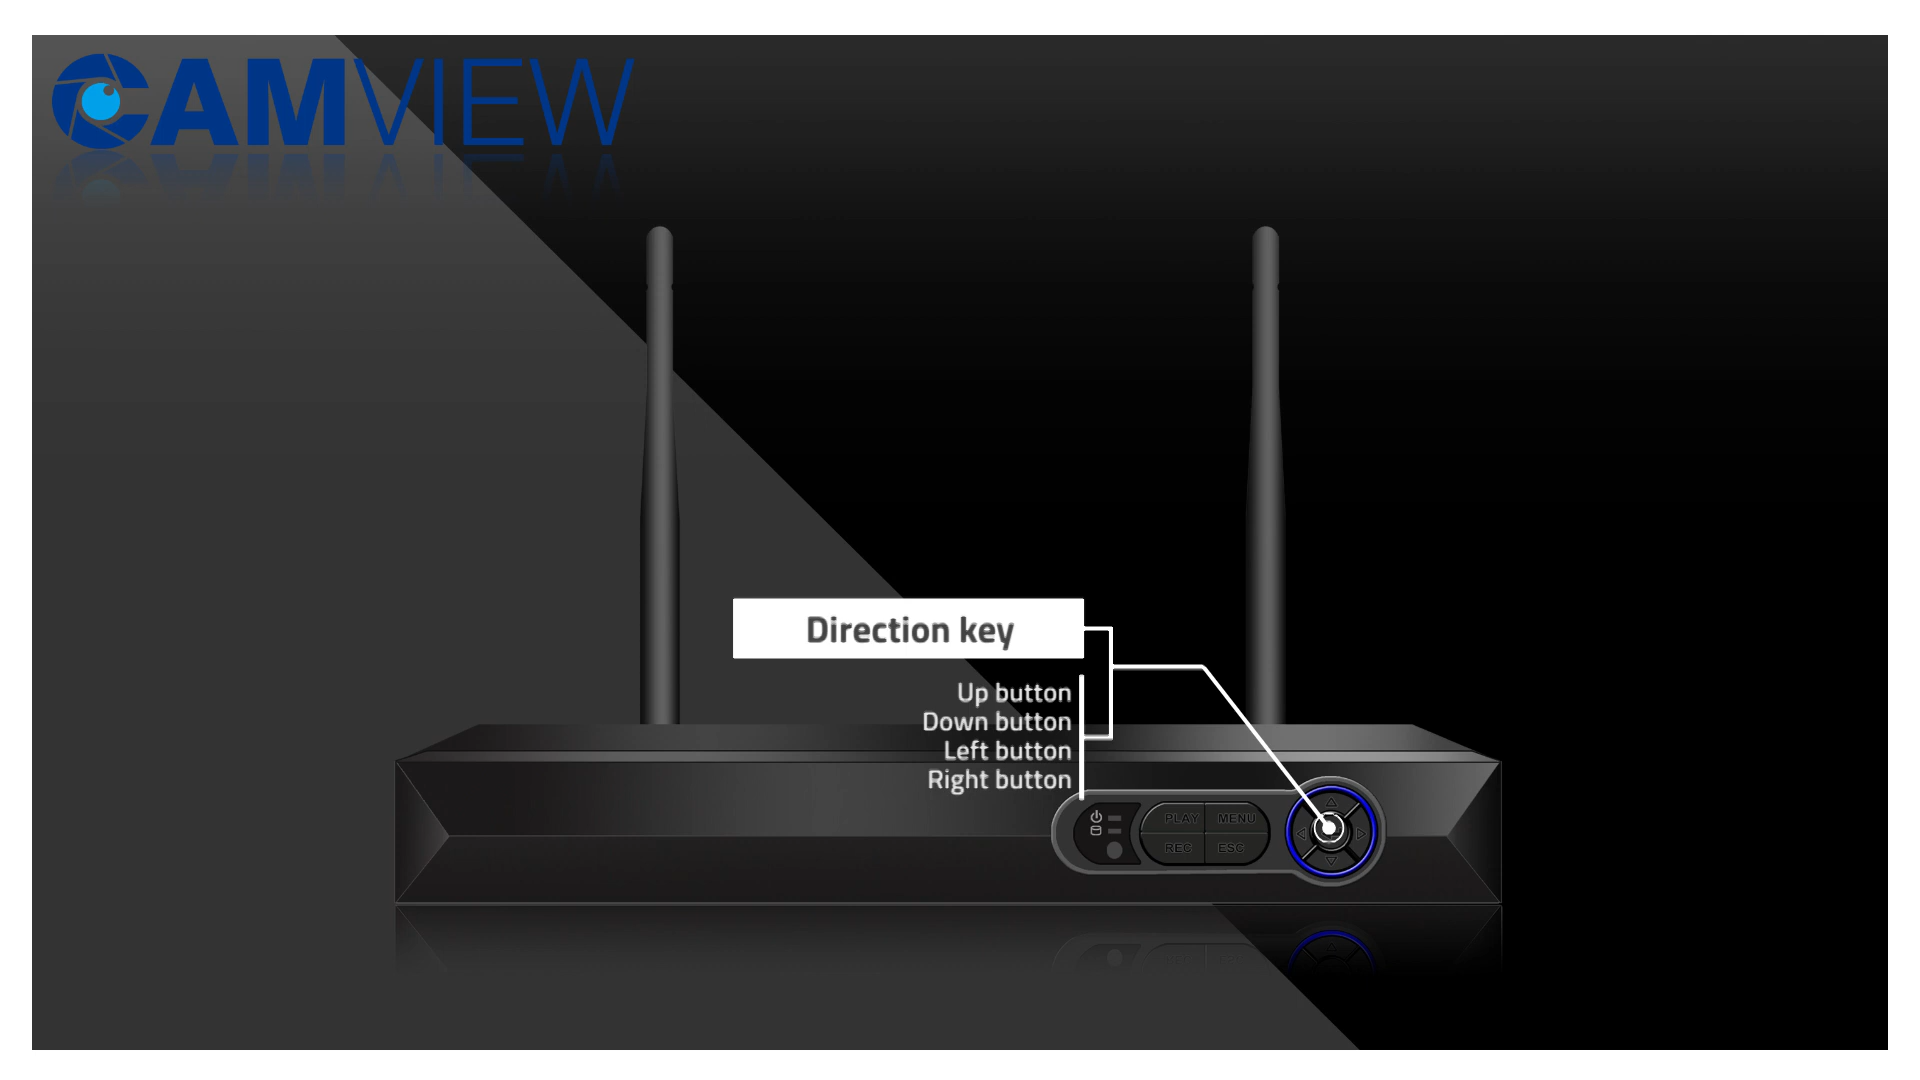 CAMVIEW
Direction key
Up button
Down button
Left button
Right button
PLAY MENU
REC ESC